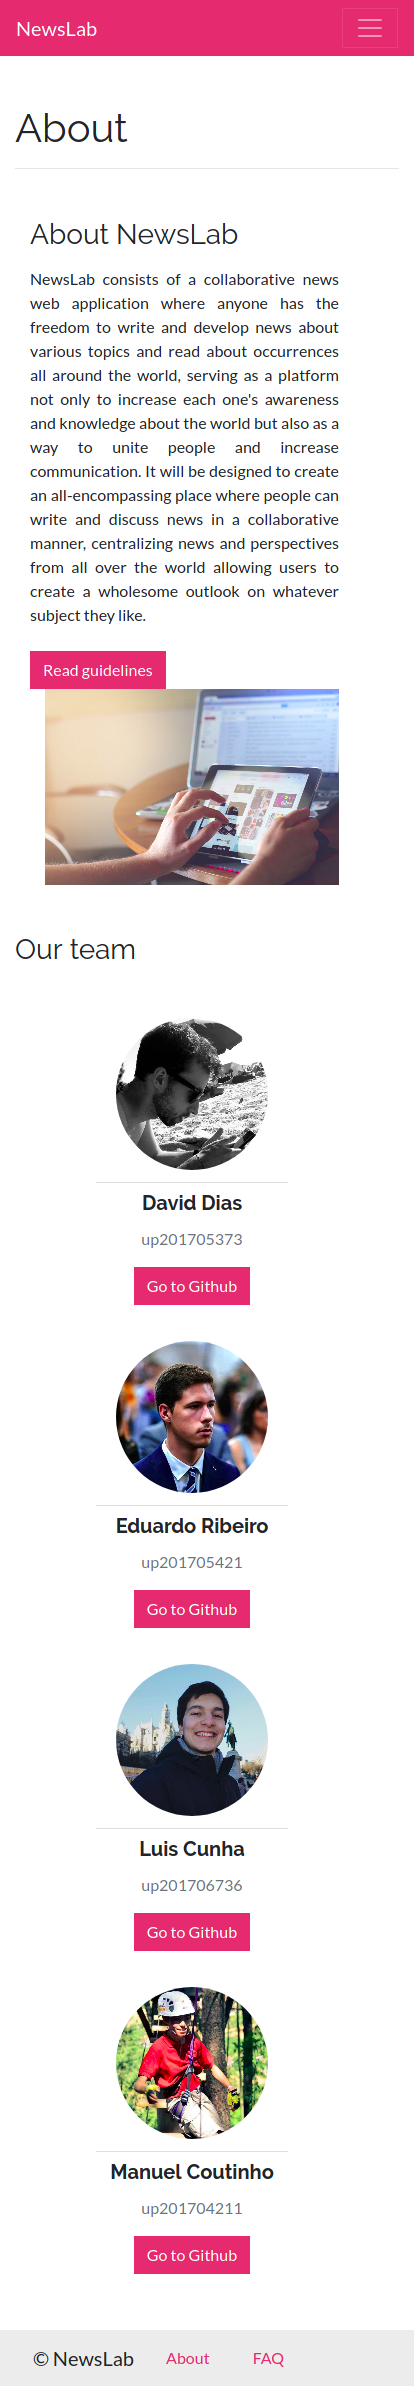 NewsLab
About
About NewsLab
NewsLab consists of a collaborative news
web application where anyone has the
freedom to write and develop news about
various topics and read about occurrences
all around the world, serving as a platform
not only to increase each one's awareness
and knowledge about the world but also as a
way to unite people and increase
communication. It will be designed to create
an all-encompassing place where people can
write and discuss news in a collaborative
manner, centralizing news and perspectives
from all over the world allowing users to
create a wholesome outlook on whatever
subject they like.
Read guidelines
Our team
David Dias
up201705373
Go to Github
Eduardo Ribeiro
up201705421
Go to Github
Luis Cunha
up201706736
Go to Github
Manuel Coutinho
up201704211
Go to Github
© NewsLab About FAQ